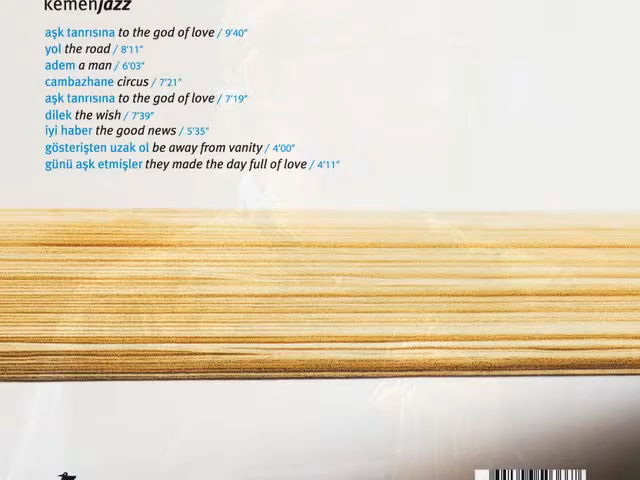 kemenjazz
aşk tanrısına to the god of love / 9'40"
yol the road / 8'11"
adem a man / 6'03"
cambazhane circus / 7'21"
aşk tanrısına to the god of love / 7'19"
dilek the wish / 7'39"
iyi haber the good news / 5'35"
gösterişten uzak ol be away from vanity / 4'00"
günü aşk etmişler they made the day full of love / 4'11"